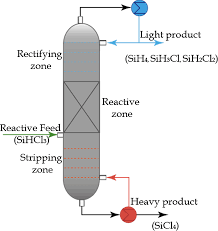 Light product
(SiH4, SiH3Cl, SiH2Cl2)
Rectifying
zone
Reactive
zone
Reactive Feed
(SiHCl3)
Stripping
zone
Heavy product
(SiCl4)